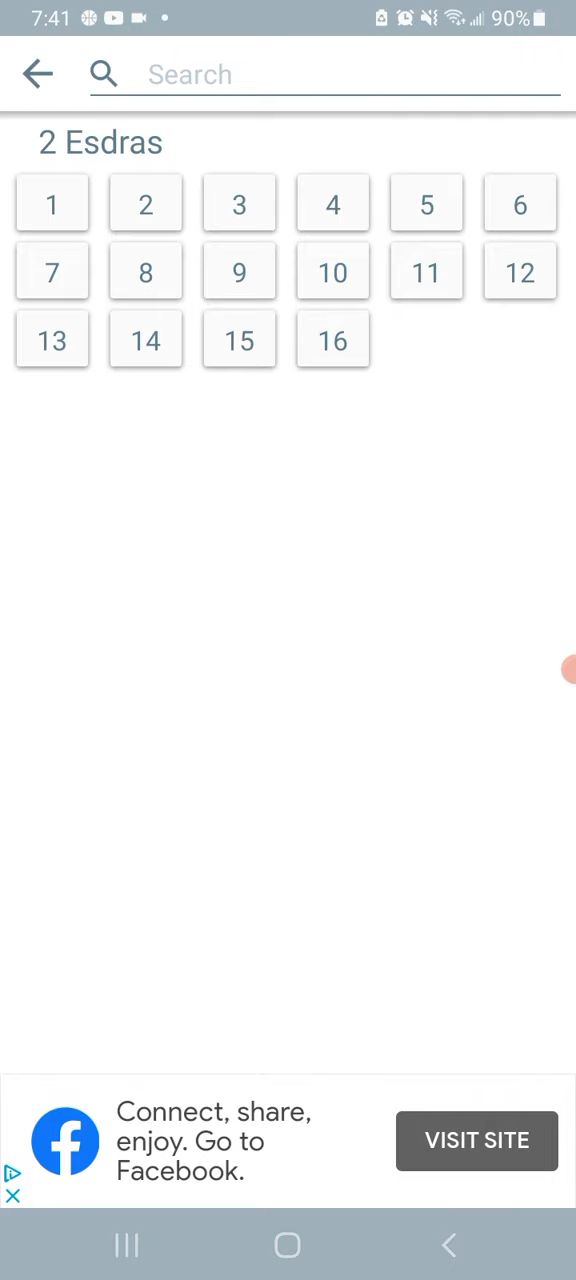 7:41 90%
Search
2 Esdras
1 2 3 4 5 6
7 8 9 10 11 12
13 14 15 16
Connect, share,
enjoy. Go to
Facebook.
VISIT SITE